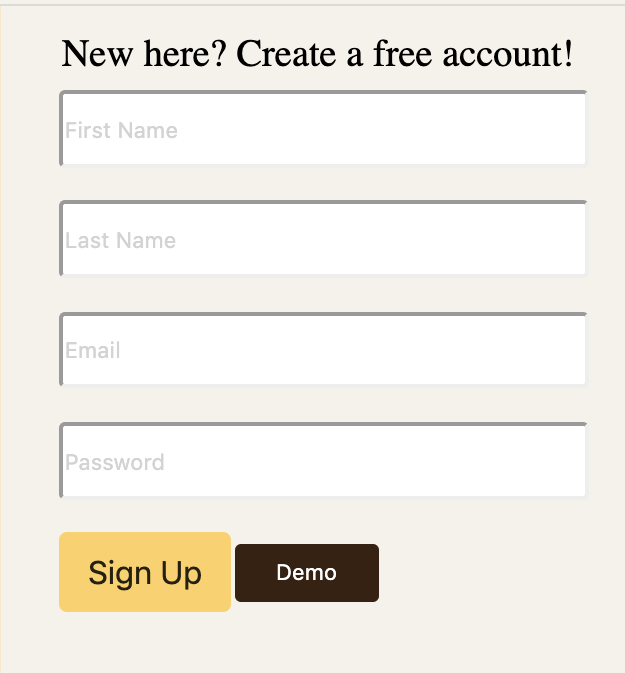 New here? Create a free account!
First Name
Last Name
Email
Password
Sign Up Demo